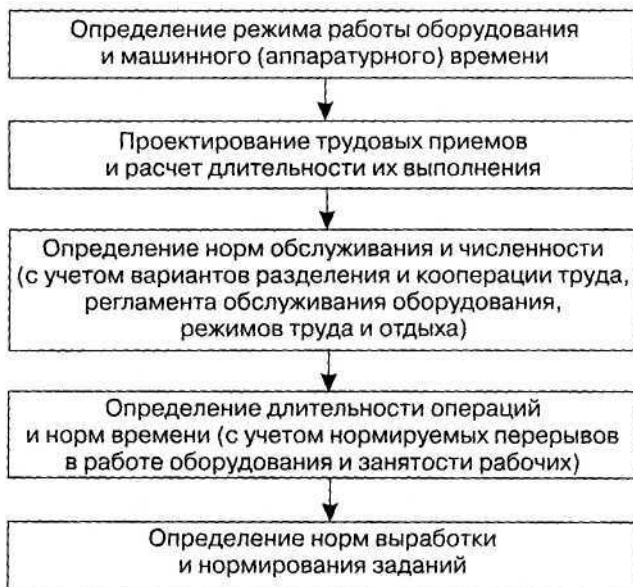 Определение режима работы оборудования
и машинного (аппаратурного) времени
Проектирование трудовых приемов
и расчет длительности их выполнения
Определение норм обслуживания и численности
(с учетом вариантов разделения и кооперации труда,
регламента обслуживания оборудования,
режимов труда и отдыха)
Определение длительности операций
и норм времени (с учетом нормируемых перерывов
в работе оборудования и занятости рабочих)
Определение норм выработки
и нормирования заданий